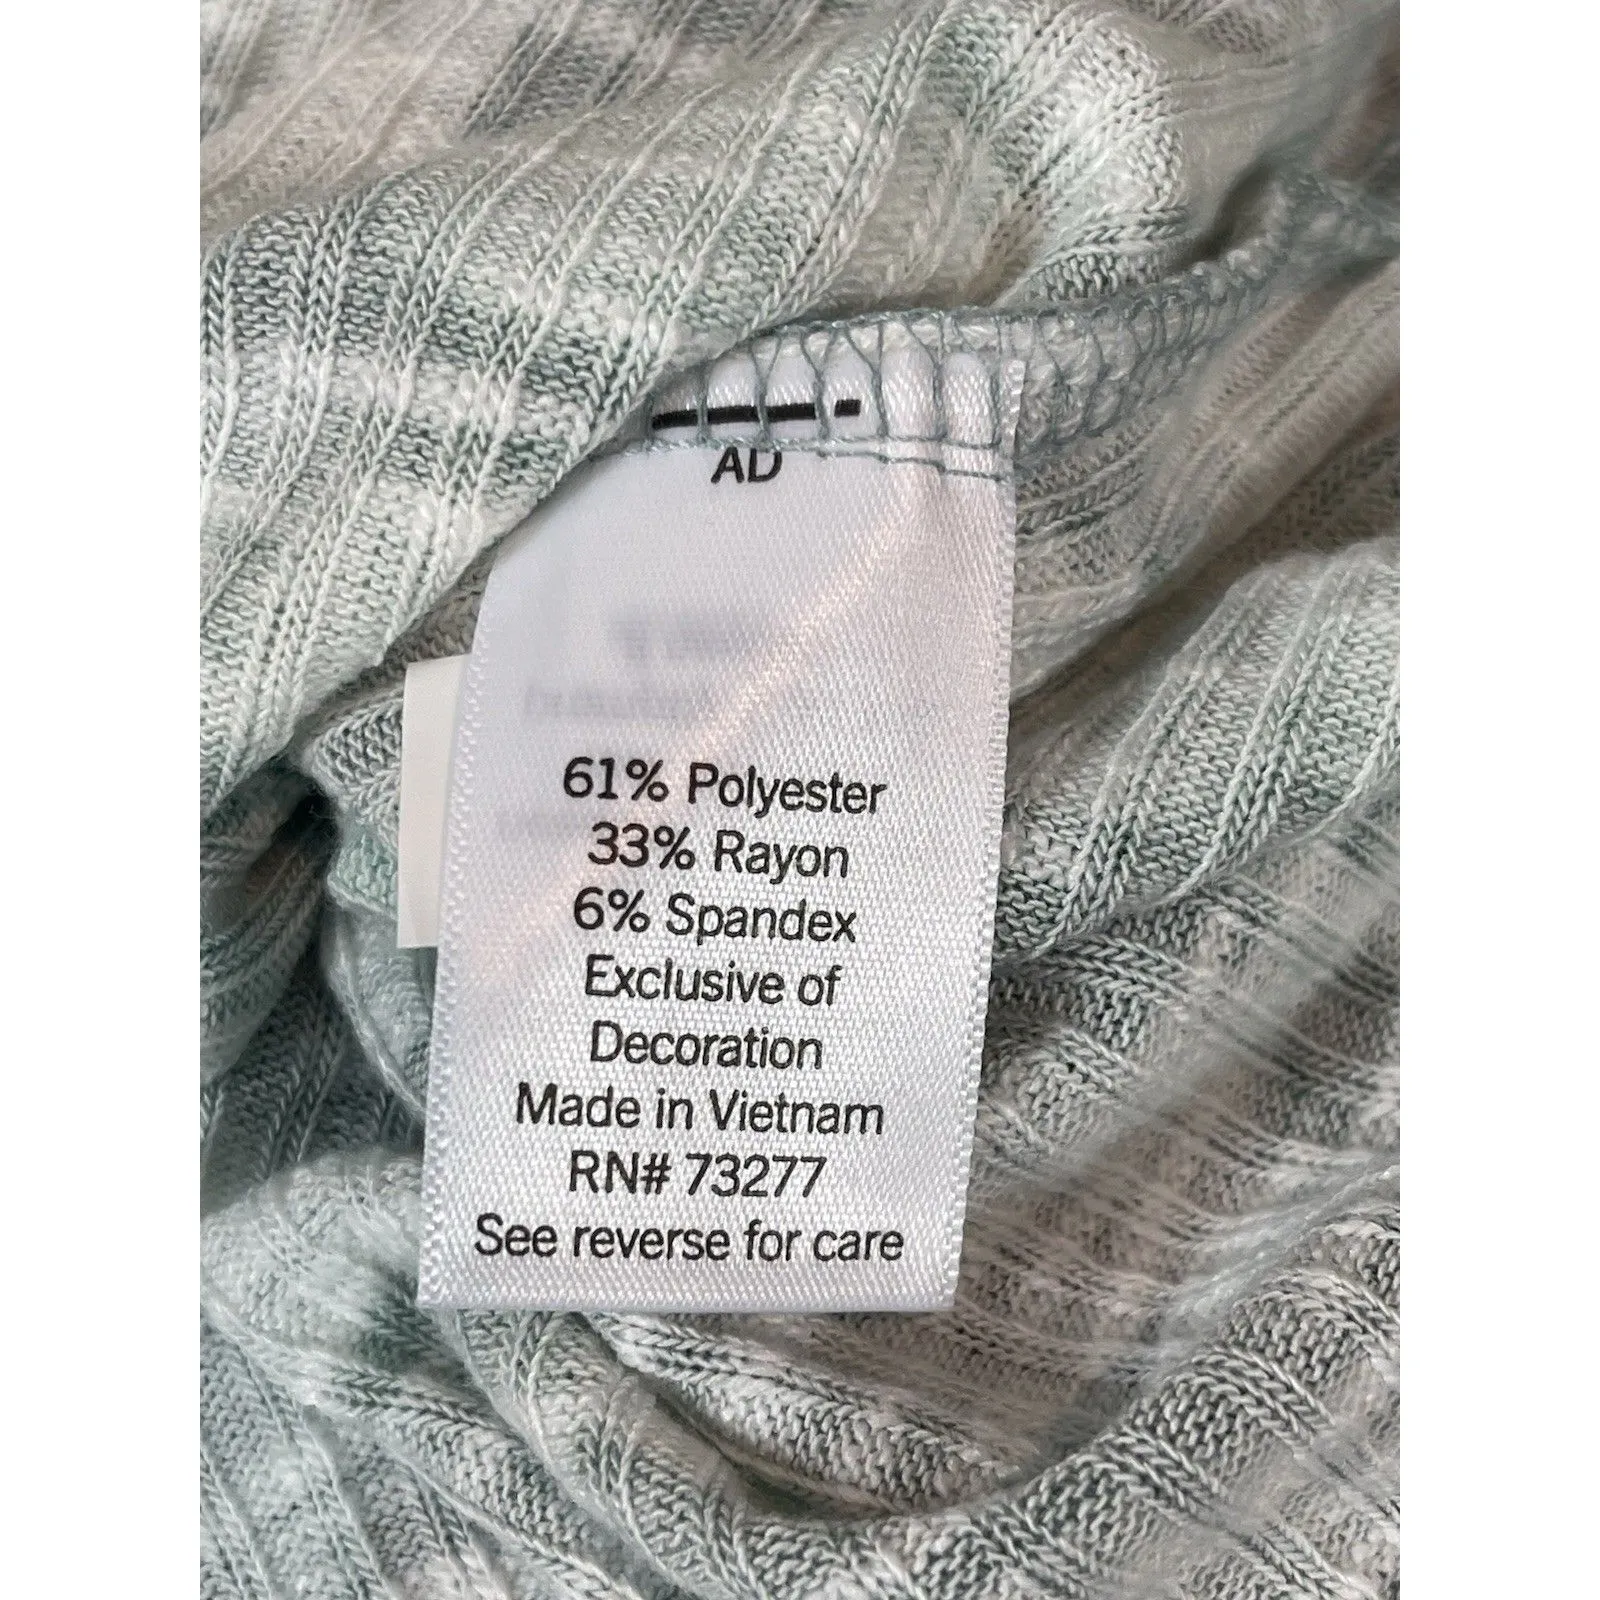 AD
61% Polyester
33% Rayon
6% Spandex
Exclusive of
Decoration
Made in Vietnam
RN# 73277
See reverse for care